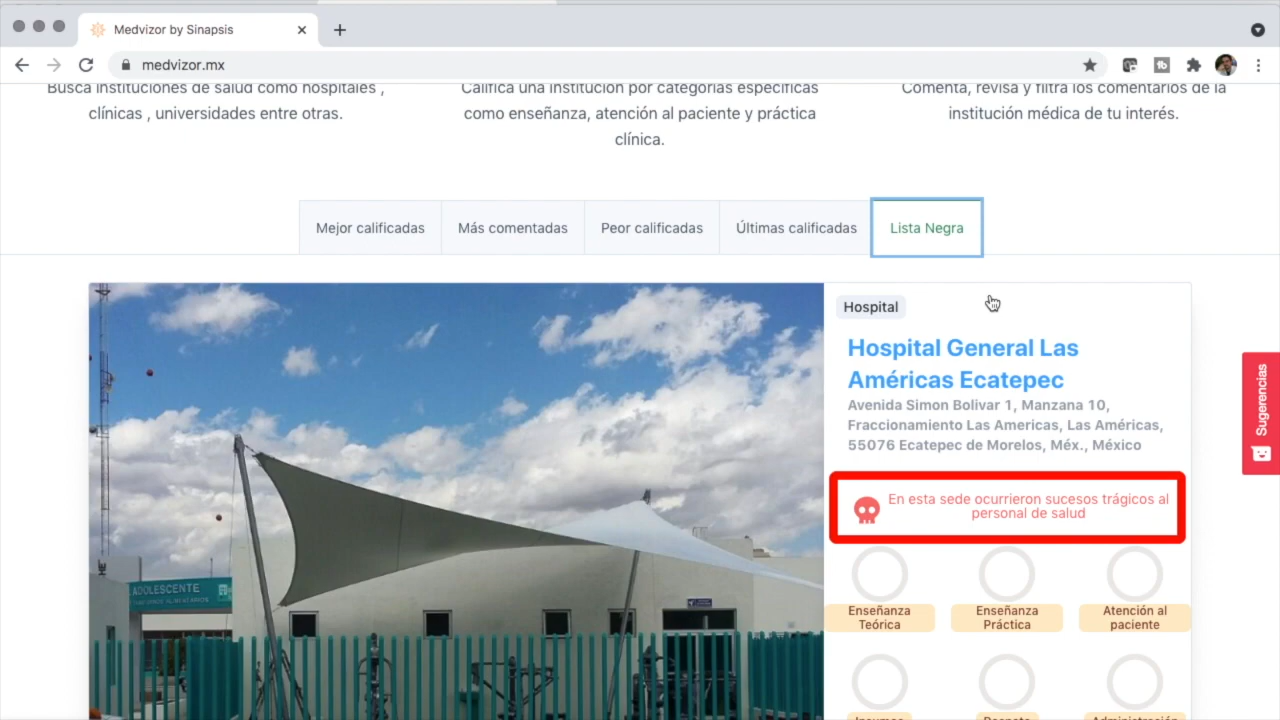 Medvizor by Sinapsis
medvizor.mx
Busca instituciones de salud como hospitales ,
clínicas , universidades entre otras.
Califica una institución por categorías específicas
como enseñanza, atención al paciente y práctica
clínica.
Comenta, revisa y filtra los comentarios de la
institución médica de tu interés.
Mejor calificadas
Más comentadas
Peor calificadas
Últimas calificadas
Lista Negra
Hospital
Hospital General Las
Américas Ecatepec
Avenida Simon Bolivar 1, Manzana 10,
Fraccionamiento Las Americas, Las Américas,
55076 Ecatepec de Morelos, Méx., México
En esta sede ocurrieron sucesos trágicos al
personal de salud
Enseñanza
Teórica
Enseñanza
Práctica
Atención al
paciente
Insumos
Respeto
Administración
Sugerencias
ADOLESCENTE